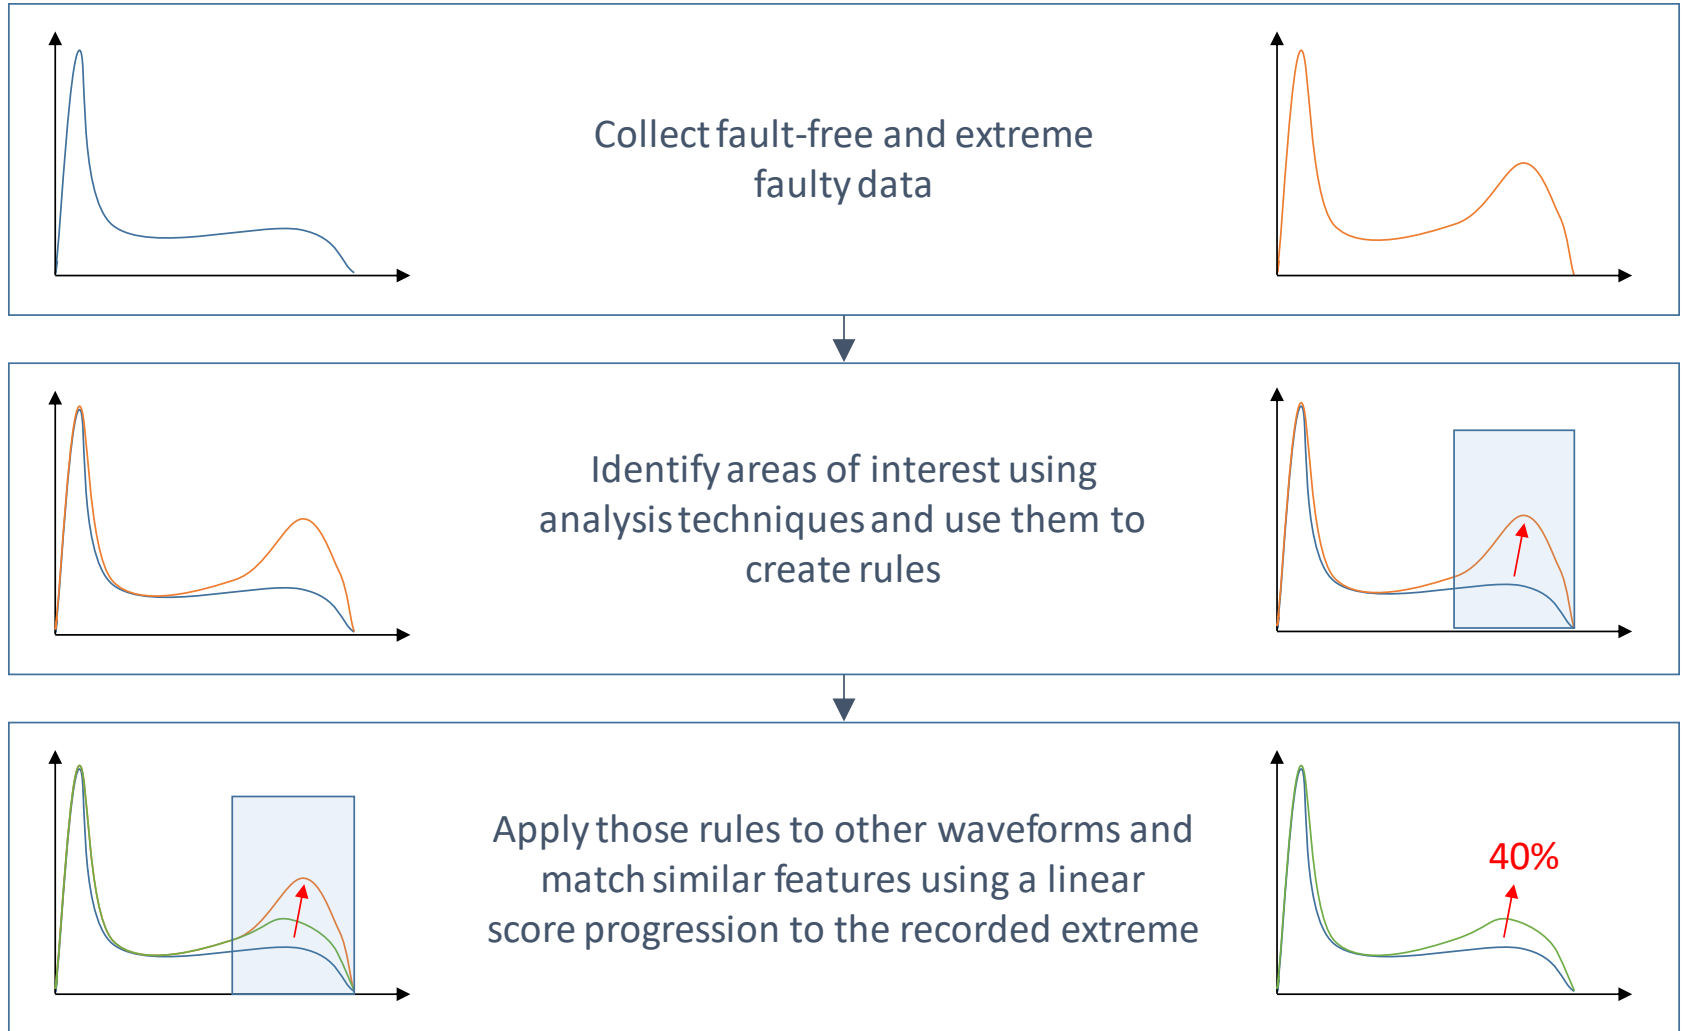 Collect fault-free and extreme
faulty data
Identify areas of interest using
analysis techniques and use them to
create rules
Apply those rules to other waveforms and
match similar features using a linear
score progression to the recorded extreme
40%